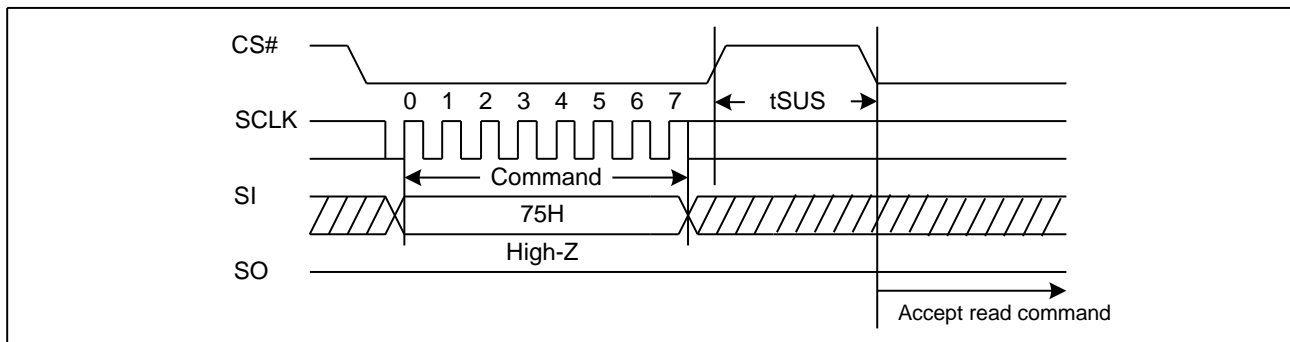 CS#
tSUS
0 1 2 3 4 5 6 7
SCLK
Command
SI
75H
High-Z
SO
Accept read command